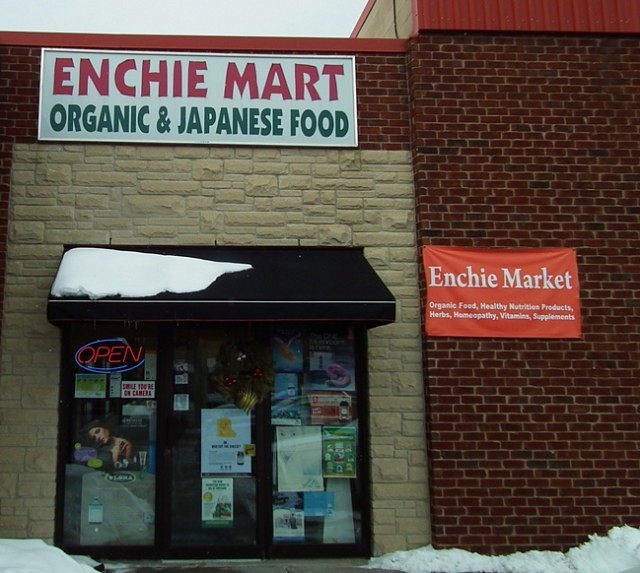 ENCHIE MART
ORGANIC & JAPANESE FOOD
Enchie Market
Organic Food, Healthy Nutrition Products,
Herbs, Homeopathy, Vitamins, Supplements
OPEN
SMILE YOU'RE
ON CAMERA